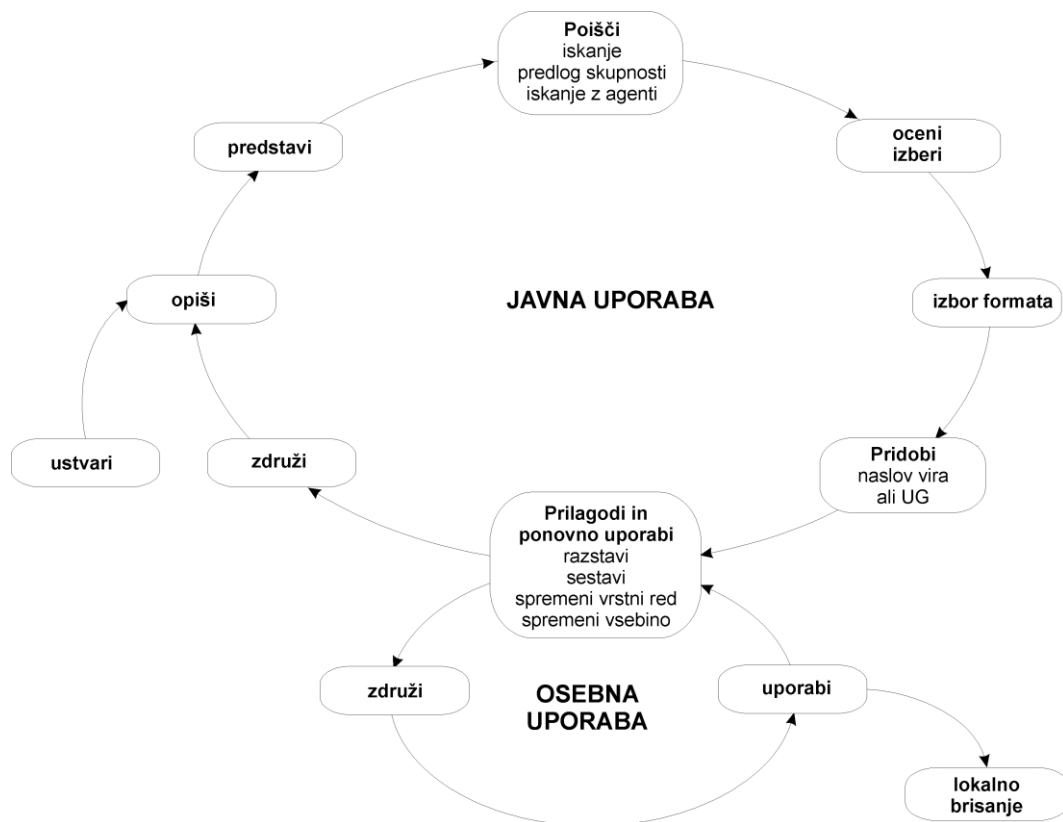 Poišči
iskanje
predlog skupnosti
iskanje z agenti
predstavi
oceni
izberi
opiši
JAVNA UPORABA
izbor formata
ustvari
združi
Pridobi
naslov vira
ali UG
Prilagodi in
ponovno uporabi
razstavi
sestavi
spremeni vrstni red
spremeni vsebino
združi
OSEBNA
UPORABA
uporabi
lokalno
brisanje